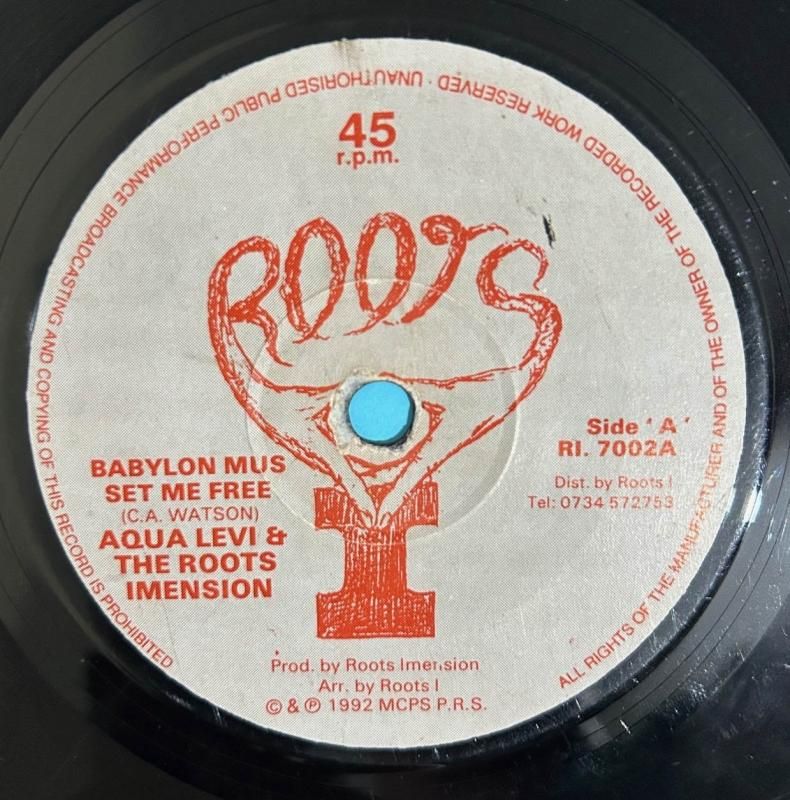 45
r.p.m.
ROOTS
I
Side 'A'
RI. 7002A
Dist. by Roots I
Tel: 0734 572753
BABYLON MUS
SET ME FREE
(C.A. WATSON)
AQUA LEVI &
THE ROOTS
IMENSION
Prod. by Roots Imension
Arr. by Roots I
© & ℗ 1992 MCPS P.R.S.
ALL RIGHTS OF THE MANUFACTURER AND OF THE OWNER OF THE RECORDED WORK RESERVED · UNAUTHORISED PUBLIC PERFORMANCE BROADCASTING AND COPYING OF THIS RECORD IS PROHIBITED